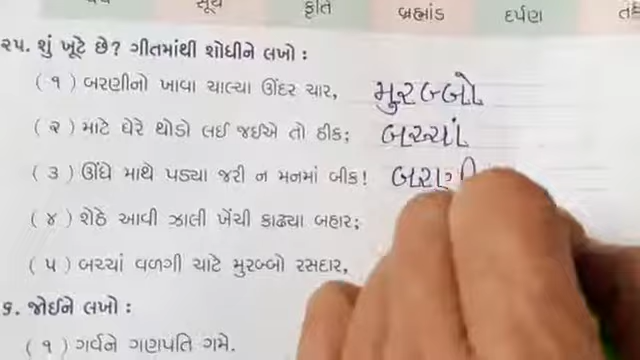 સૂર્ય કૃતિ બ્રહ્માંડ દર્પણ
૨૫. શું ખૂટે છે? ગીતમાંથી શોધીને લખો :
(૧) બરણીનો ખાવા ચાલ્યા ઊંદર ચાર, મુરબ્બો
(૨) માટે ઘેરે થોડો લઈ જઈએ તો ઠીક; બચ્ચાં
(૩) ઊંધે માથે પડ્યા જરી ન મનમાં બીક! બરણી
(૪) શેઠે આવી ઝાલી ખેંચી કાઢ્યા બહાર;
(૫) બચ્ચાં વળગી ચાટે મુરબ્બો રસદાર,
૬. જોઈને લખો :
(૧) ગર્વને ગણપતિ ગમે.